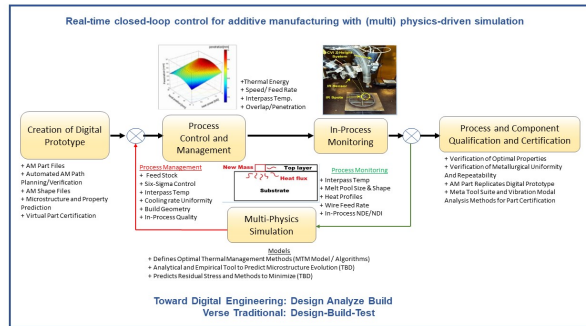 Real-time closed-loop control for additive manufacturing with (multi) physics-driven simulation
+Thermal Energy
+ Speed/ Feed Rate
+ Interpass Temp.
+ Overlap/Penetration
System
IR Sensor
IR Spots
Creation of Digital
Prototype
Process
Control and
Management
In-Process
Monitoring
Process and Component
Qualification and Certification
+ AM Part Files
+ Automated AM Path
Planning/Verification
+ AM Shape Files
+ Microstructure and Property
Prediction
+ Virtual Part Certification
Process Management
+ Feed Stock
+ Six-Sigma Control
+ Interpass Temp
+ Cooling rate Uniformity
+ Build Geometry
+ In-Process Quality
New Mass
Top layer
Heat flux
Substrate
Process Monitoring
+ Interpass Temp
+ Melt Pool Size & Shape
+ Heat Profiles
+ Wire Feed Rate
+ In-Process NDE/NDI
+ Verification of Optimal Properties
+ Verification of Metallurgical Uniformity And Repeatability
+ AM Part Replicates Digital Prototype
+ Meta Tool Suite and Vibration Modal
Analysis Methods for Part Certification
Multi-Physics
Simulation
Models
+ Defines Optimal Thermal Management Methods (MTM Model / Algorithms)
+ Analytical and Empirical Tool to Predict Microstructure Evolution (TBD)
+ Predicts Residual Stress and Methods to Minimize (TBD)
Toward Digital Engineering: Design Analyze Build
Verse Traditional: Design-Build-Test